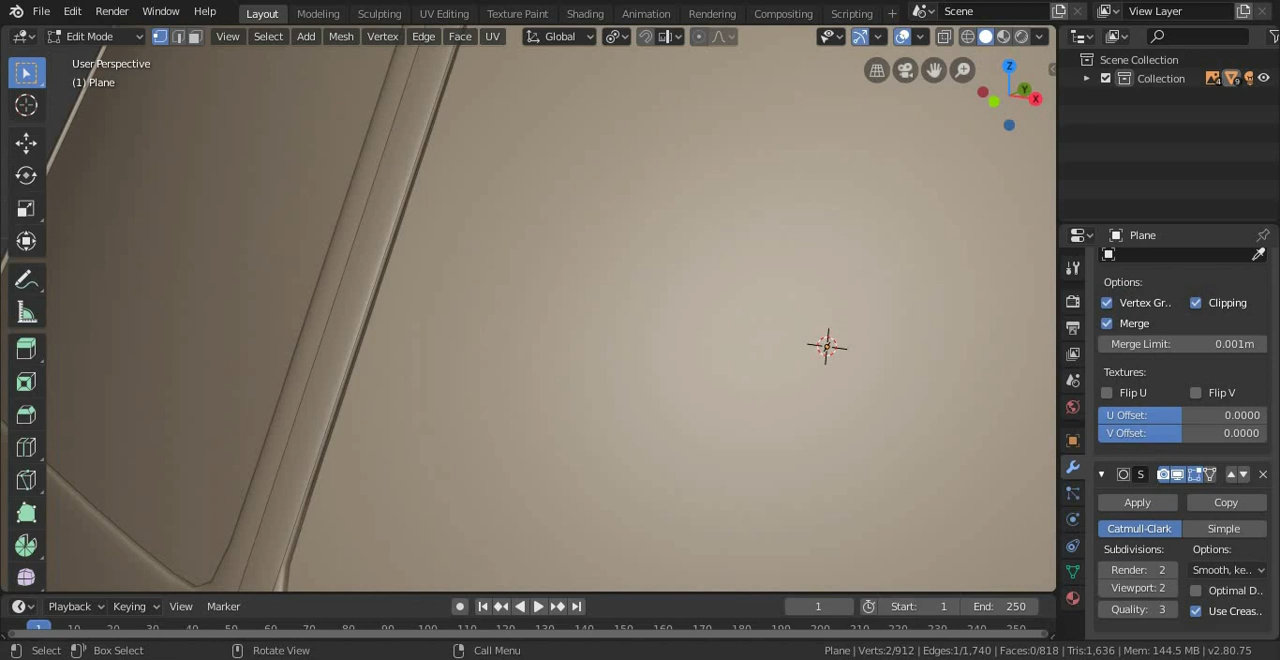 File Edit Render Window Help Layout Modeling Sculpting UV Editing Texture Paint Shading Animation Rendering Compositing Scripting + Scene View Layer
Edit Mode View Select Add Mesh Vertex Edge Face UV Global
User Perspective
(1) Plane
Z
Y
X
Scene Collection
Collection 4 9
Plane
Options:
Vertex Gr.. Clipping
Merge
Merge Limit: 0.001m
Textures:
Flip U Flip V
U Offset: 0.0000
V Offset: 0.0000
S
Apply Copy
Catmull-Clark Simple
Subdivisions: Options:
Render: 2 Smooth, ke..
Viewport: 2 Optimal D..
Quality: 3 Use Creas..
Playback Keying View Marker 1 Start: 1 End: 250
1 10 20 30 40 50 60 70 80 90 100 110 120 130 140 150 160 170 180 190 200 210 220 230 240 250
Select Box Select Rotate View Call Menu Plane | Verts:2/912 | Edges:1/1,740 | Faces:0/818 | Tris:1,636 | Mem: 144.5 MB | v2.80.75